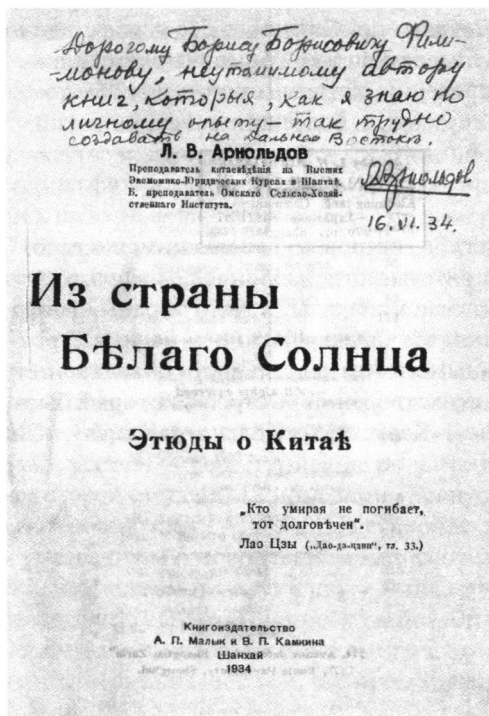 Дорогому Борису Борисовичу Фили-
-монову, неутомимому автору
книг, которыя, как я знаю по
личному опыту — так трудно
создавать на Дальнем Востоке.
Л. В. Арнольдов
Преподаватель китаевѣдѣнія на Высших
Экономико-Юридических Курсах в Шанхаѣ,
Б. преподаватель Омскаго Сельско-Хозяй-
ственнаго Института.
Л Арнольдов
16. VI. 34.
Из страны
Бѣлаго Солнца
Этюды о Китаѣ
„Кто умирая не погибает,
тот долговѣчен“.
Лао Цзы („Лао-дэ-цзин“, гл. 33.)
Книгоиздательство
А. П. Малык и В. П. Камкина
Шанхай
1934